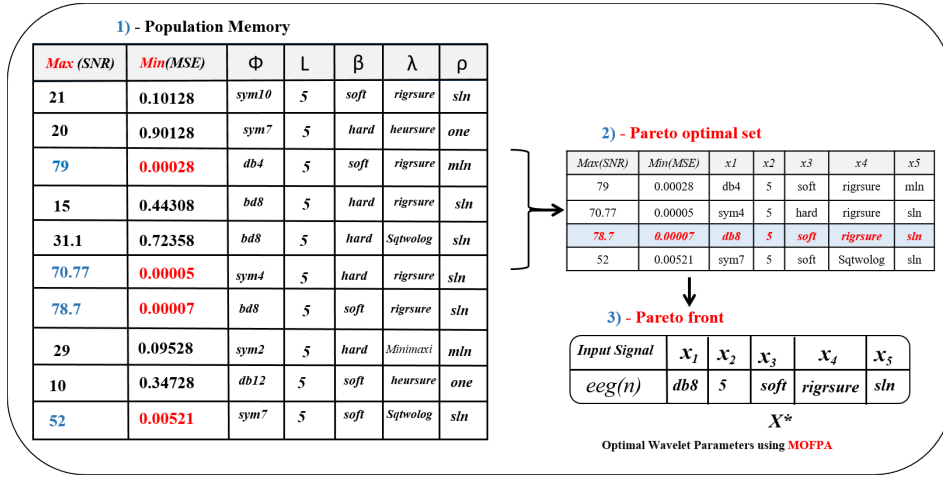 1) - Population Memory
Max (SNR) Min(MSE) Φ L β λ ρ
21 0.10128 sym10 5 soft rigrsure sln
20 0.90128 sym7 5 hard heursure one
79 0.00028 db4 5 soft rigrsure mln
15 0.44308 bd8 5 hard rigrsure sln
31.1 0.72358 bd8 5 hard Sqtwolog sln
70.77 0.00005 sym4 5 hard rigrsure sln
78.7 0.00007 bd8 5 soft rigrsure sln
29 0.09528 sym2 5 hard Minimaxi mln
10 0.34728 db12 5 soft heursure one
52 0.00521 sym7 5 soft Sqtwolog sln
2) - Pareto optimal set
Max(SNR) Min(MSE) x1 x2 x3 x4 x5
79 0.00028 db4 5 soft rigrsure mln
70.77 0.00005 sym4 5 hard rigrsure sln
78.7 0.00007 db8 5 soft rigrsure sln
52 0.00521 sym7 5 soft Sqtwolog sln
3) - Pareto front
Input Signal x1 x2 x3 x4 x5
eeg(n) db8 5 soft rigrsure sln
X*
Optimal Wavelet Parameters using MOFPA